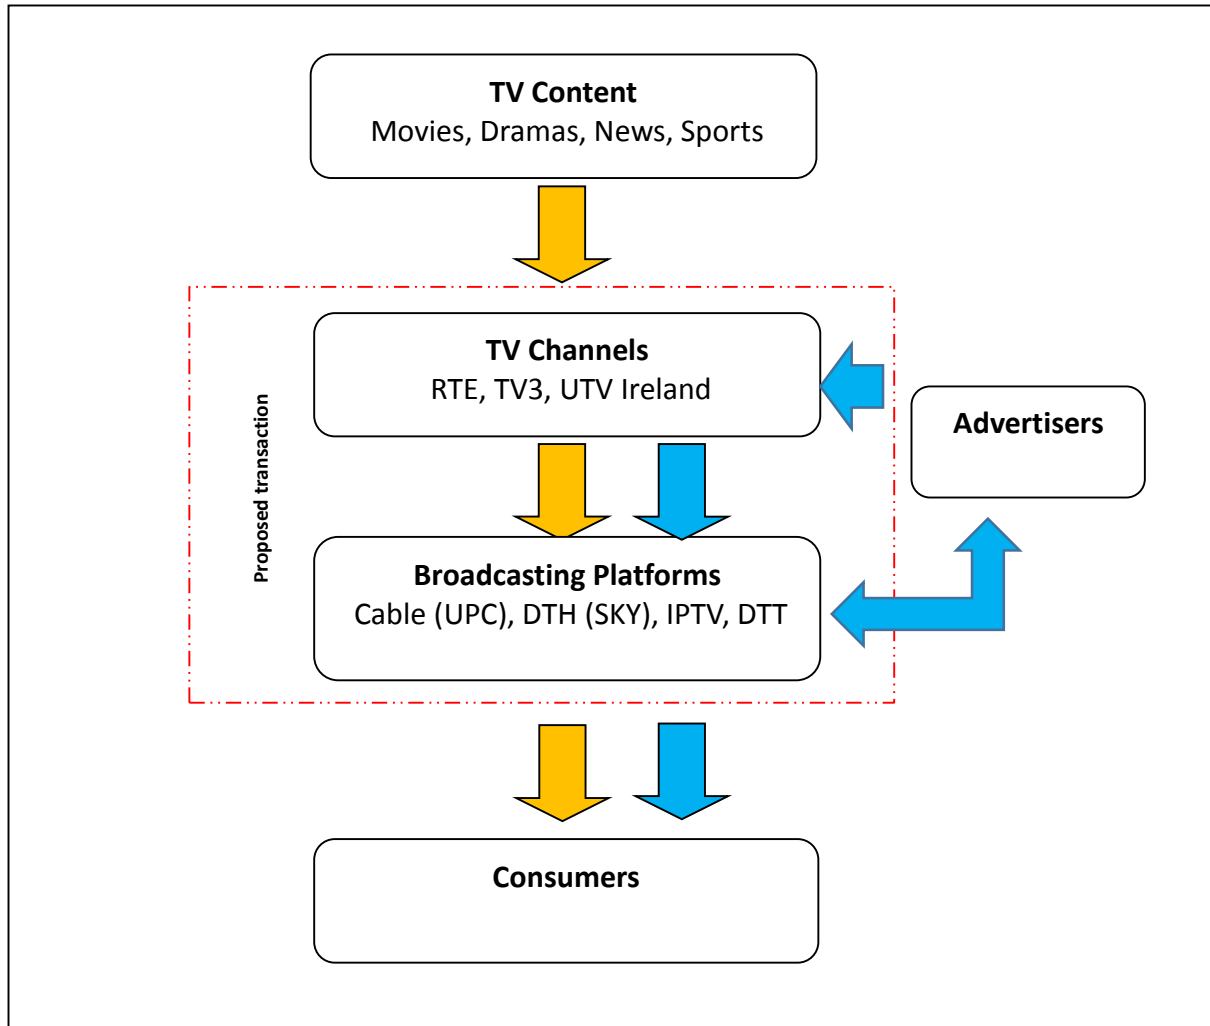 TV Content
Movies, Dramas, News, Sports
TV Channels
RTE, TV3, UTV Ireland
Advertisers
Proposed transaction
Broadcasting Platforms
Cable (UPC), DTH (SKY), IPTV, DTT
Consumers